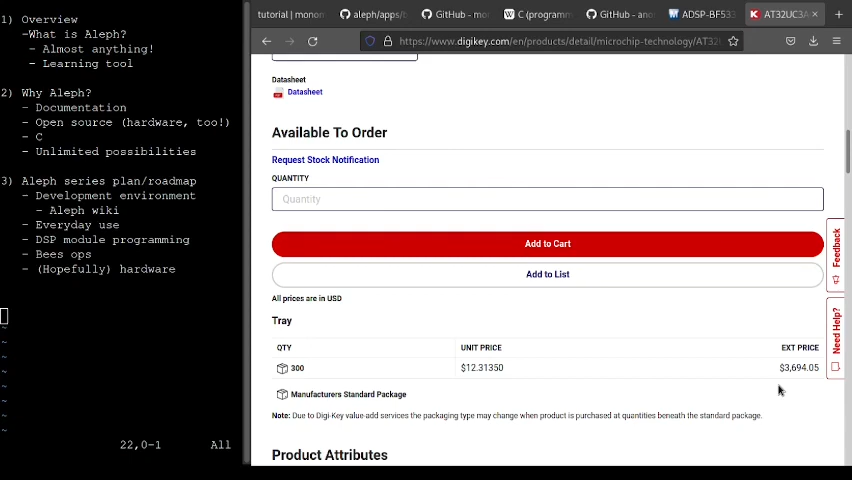 1) Overview
-What is Aleph?
- Almost anything!
- Learning tool
2) Why Aleph?
- Documentation
- Open source (hardware, too!)
- C
- Unlimited possibilities
3) Aleph series plan/roadmap
- Development environment
- Aleph wiki
- Everyday use
- DSP module programming
- Bees ops
- (Hopefully) hardware
~
~
~
~
~
~
~
~
22,0-1 All
tutorial | monom
aleph/apps/
GitHub - mo
C (programm
GitHub - ano
ADSP-BF533
AT32UC3A
https://www.digikey.com/en/products/detail/microchip-technology/AT32U
Datasheet
Datasheet
Available To Order
Request Stock Notification
QUANTITY
Quantity
Add to Cart
Add to List
All prices are in USD
Tray
QTY UNIT PRICE EXT PRICE
300 $12.31350 $3,694.05
Manufacturers Standard Package
Note: Due to Digi-Key value-add services the packaging type may change when product is purchased at quantities beneath the standard package.
Product Attributes
Feedback
Need Help?